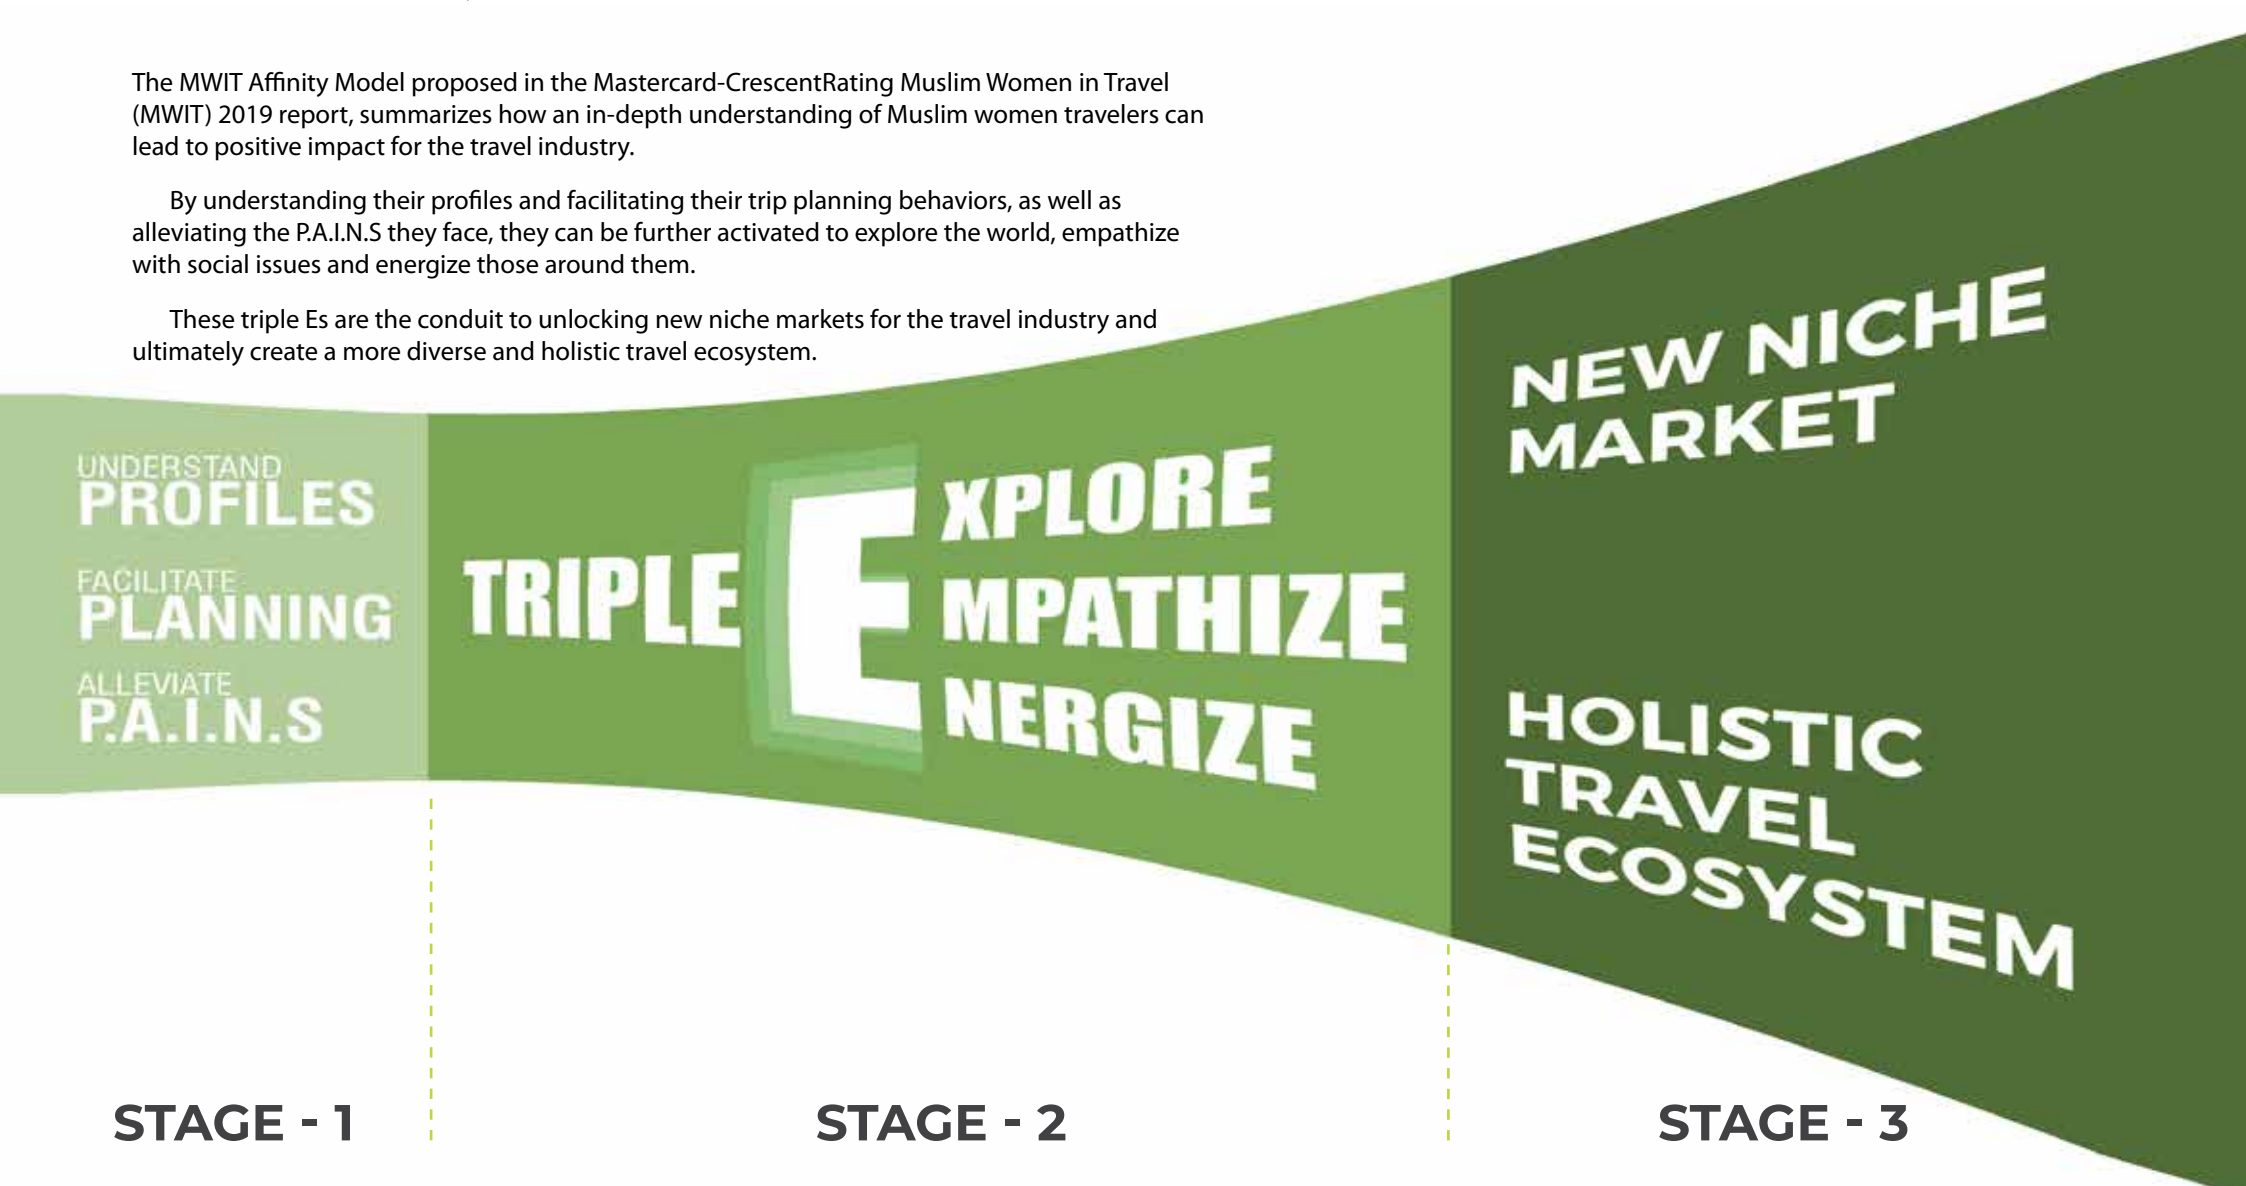 The MWIT Affinity Model proposed in the Mastercard-CrescentRating Muslim Women in Travel
(MWIT) 2019 report, summarizes how an in-depth understanding of Muslim women travelers can
lead to positive impact for the travel industry.
By understanding their profiles and facilitating their trip planning behaviors, as well as
alleviating the P.A.I.N.S they face, they can be further activated to explore the world, empathize
with social issues and energize those around them.
These triple Es are the conduit to unlocking new niche markets for the travel industry and
ultimately create a more diverse and holistic travel ecosystem.
UNDERSTAND
PROFILES
FACILITATE
PLANNING
ALLEVIATE
P.A.I.N.S
TRIPLE E
XPLORE
MPATHIZE
NERGIZE
NEW NICHE
MARKET
HOLISTIC
TRAVEL
ECOSYSTEM
STAGE - 1
STAGE - 2
STAGE - 3